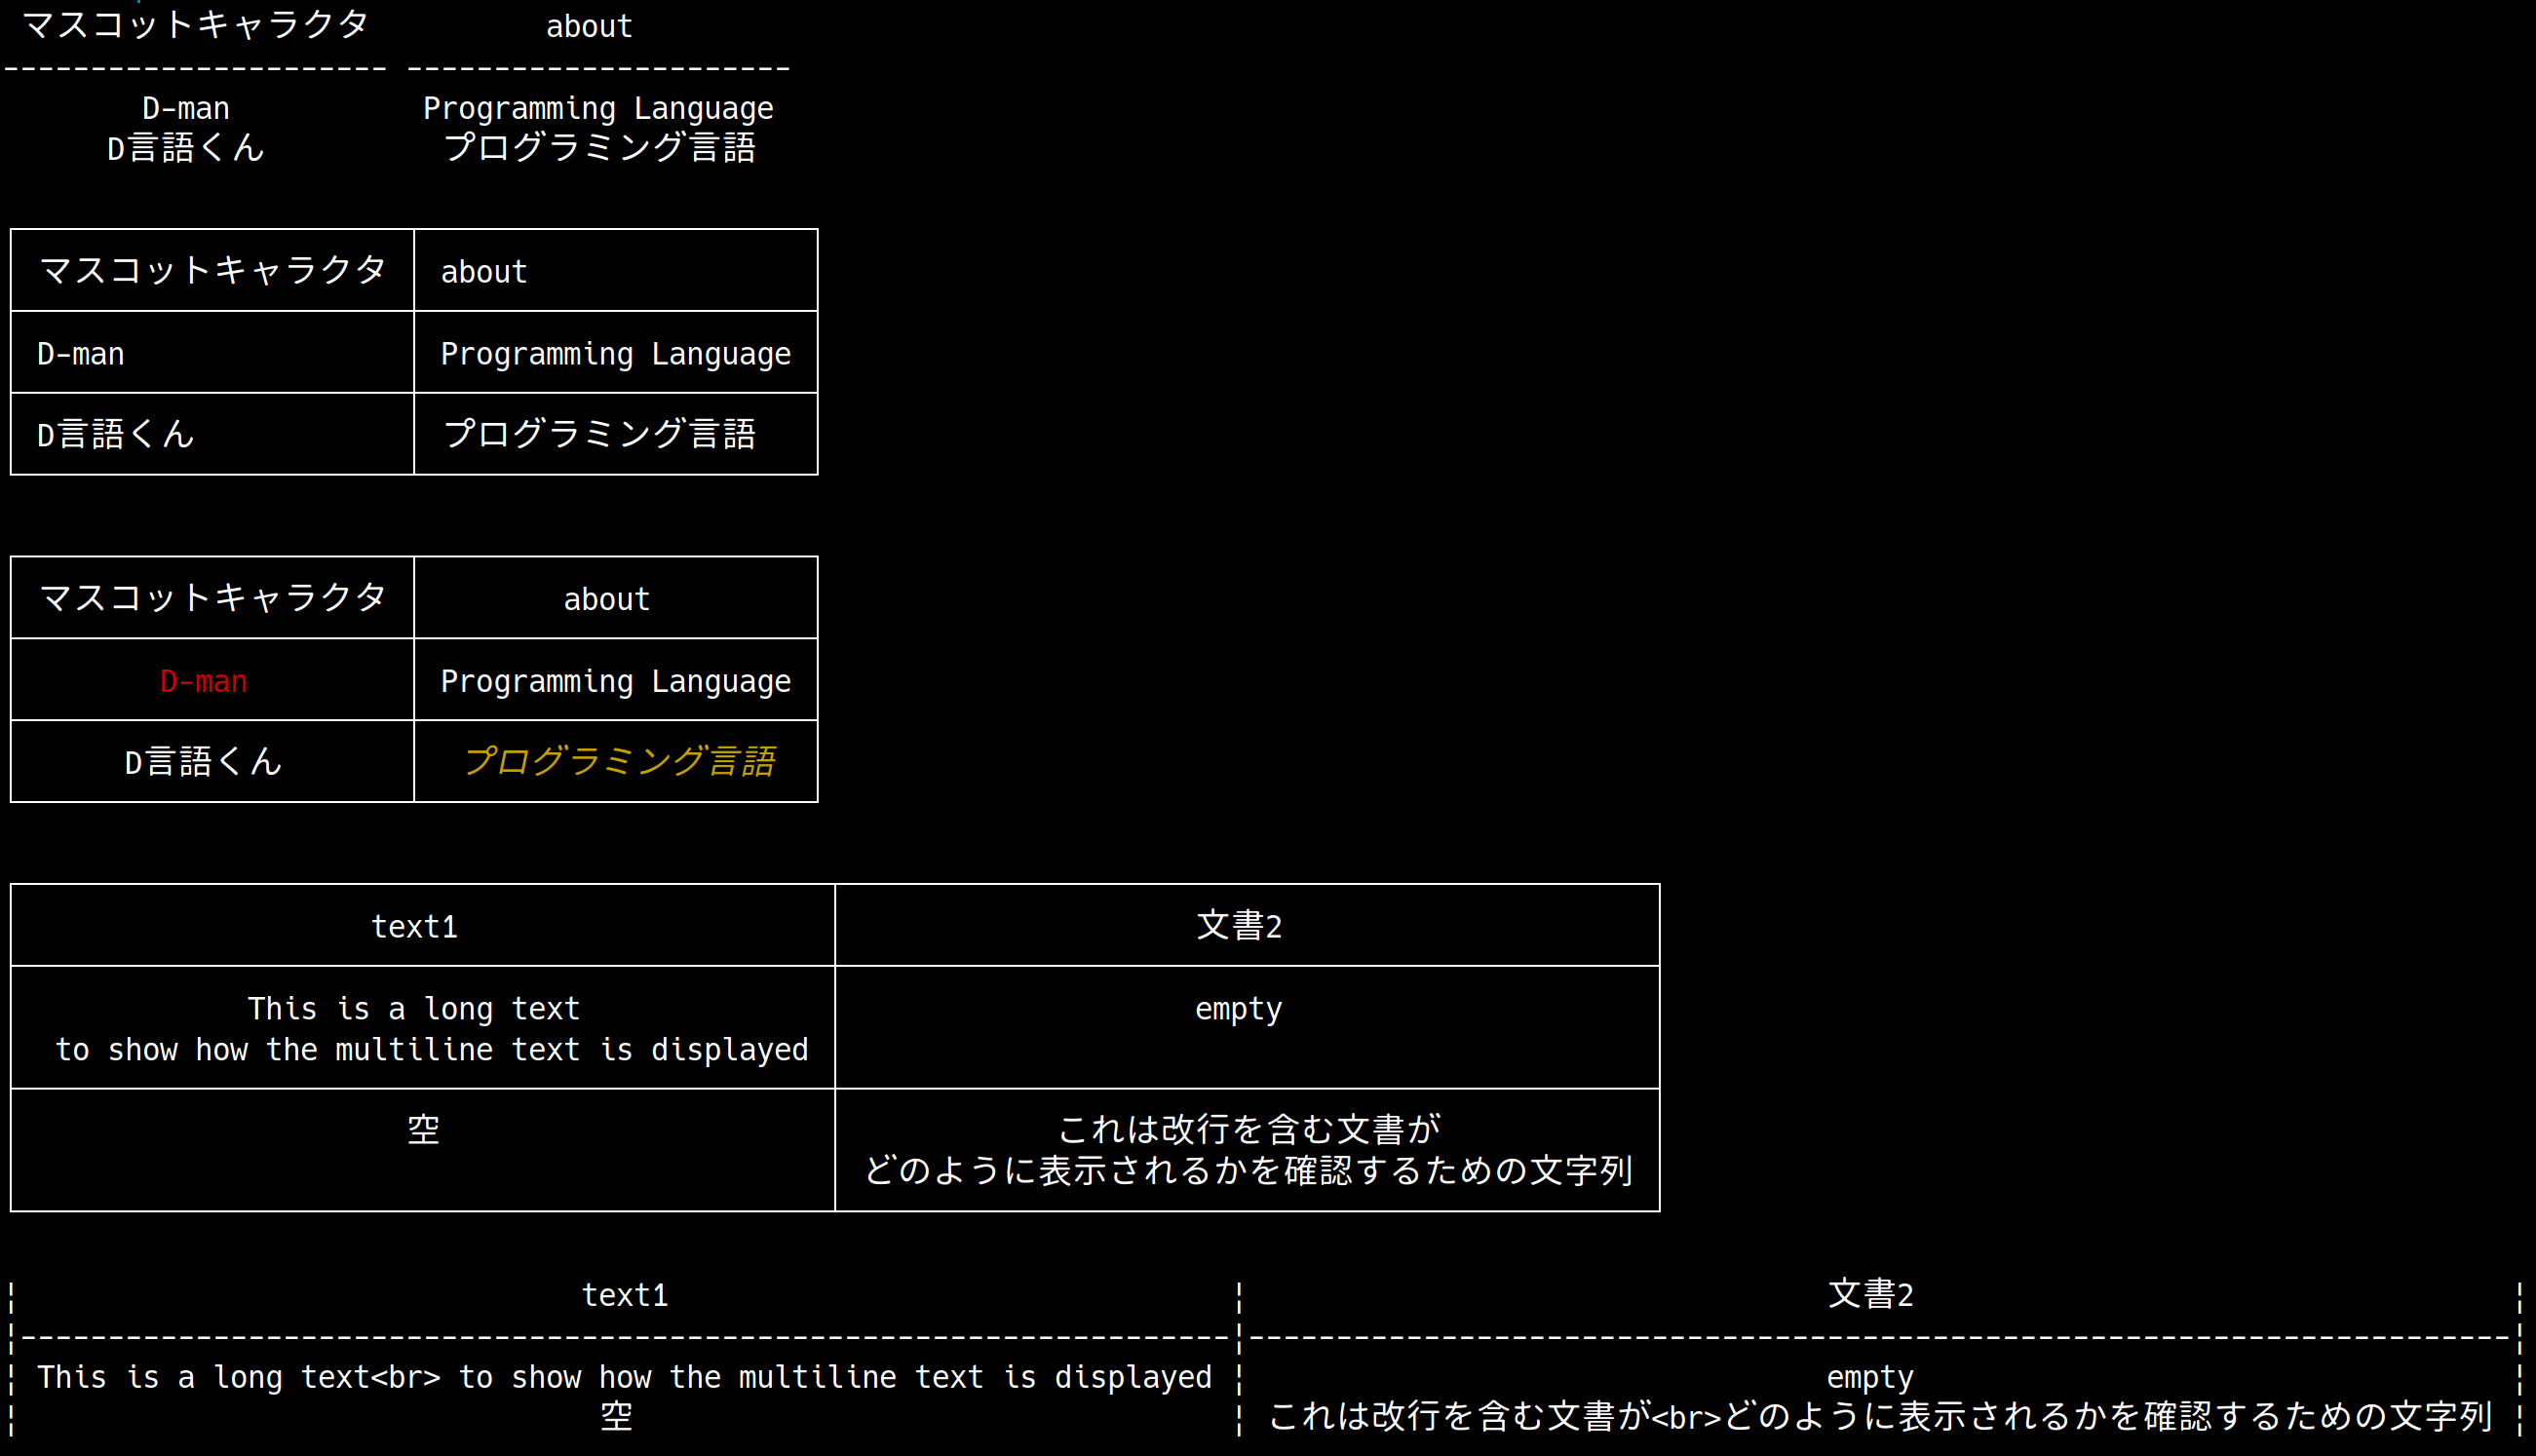 マスコットキャラクタ about
---------------------- ----------------------
D-man Programming Language
D言語くん プログラミング言語
マスコットキャラクタ about
D-man Programming Language
D言語くん プログラミング言語
マスコットキャラクタ about
D-man Programming Language
D言語くん プログラミング言語
text1 文書2
This is a long text empty
to show how the multiline text is displayed
空 これは改行を含む文書が
どのように表示されるかを確認するための文字列
| text1 | 文書2 |
|---------------------------------------------------------------------|------------------------------------------------------------------------|
| This is a long text<br> to show how the multiline text is displayed | empty |
| 空 | これは改行を含む文書が<br>どのように表示されるかを確認するための文字列 |